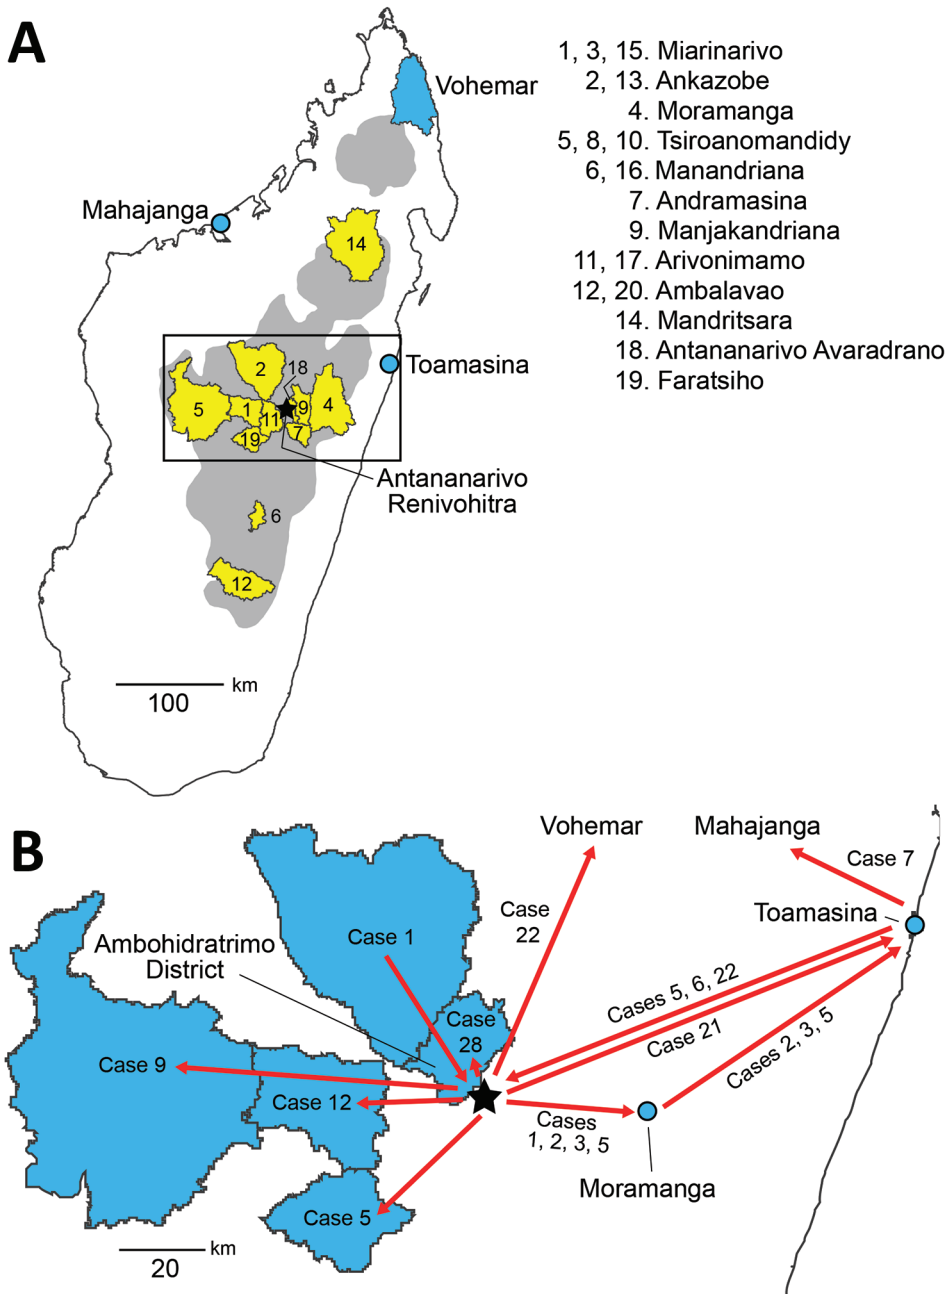 A
Vohemar
1, 3, 15. Miarinarivo
2, 13. Ankazobe
4. Moramanga
5, 8, 10. Tsiroanomandidy
6, 16. Manandriana
7. Andramasina
9. Manjakandriana
11, 17. Arivonimamo
12, 20. Ambalavao
14. Mandritsara
18. Antananarivo Avaradrano
19. Faratsiho
Mahajanga
14
Toamasina
2
18
5
1
11
9
4
19
7
Antananarivo
Renivohitra
6
12
km
100
B
Vohemar
Mahajanga
Case 7
Case
22
Toamasina
Case 1
Ambohidratrimo
District
Cases 5, 6, 22
Case 21
Cases 2, 3, 5
Case
28
Case 9
Case 12
Cases
1, 2, 3, 5
Moramanga
Case 5
km
20